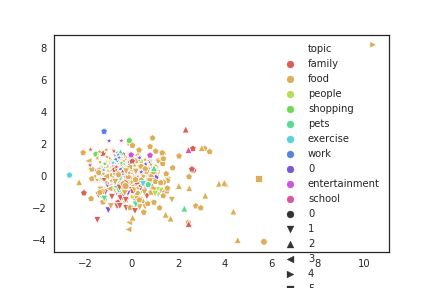 topic
8
family
food
6
people
shopping
4
pets
exercise
2
work
0
0
entertainment
school
−2
0
1
2
−4
3
4
5
−2 0 2 4 6 8 10